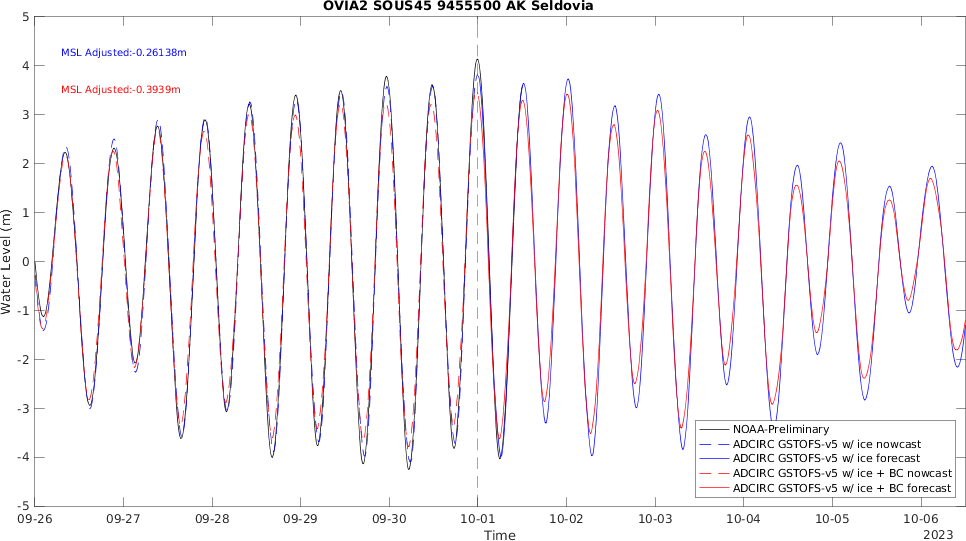 OVIA2 SOUS45 9455500 AK Seldovia
MSL Adjusted:-0.26138m
MSL Adjusted:-0.3939m
5
4
3
2
1
0
-1
-2
-3
-4
-5
Water Level (m)
NOAA-Preliminary
ADCIRC GSTOFS-v5 w/ ice nowcast
ADCIRC GSTOFS-v5 w/ ice forecast
ADCIRC GSTOFS-v5 w/ ice + BC nowcast
ADCIRC GSTOFS-v5 w/ ice + BC forecast
09-26 09-27 09-28 09-29 09-30 10-01 10-02 10-03 10-04 10-05 10-06
Time
2023